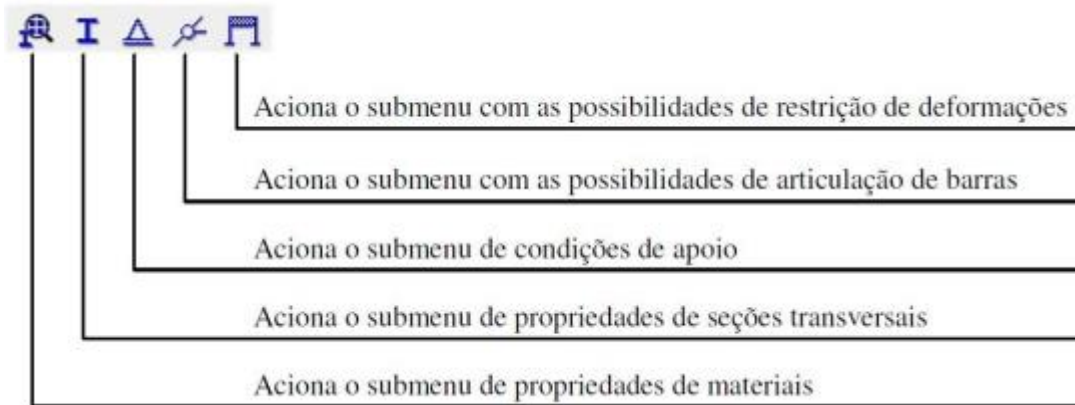 Aciona o submenu com as possibilidades de restrição de deformações
Aciona o submenu com as possibilidades de articulação de barras
Aciona o submenu de condições de apoio
Aciona o submenu de propriedades de seções transversais
Aciona o submenu de propriedades de materiais